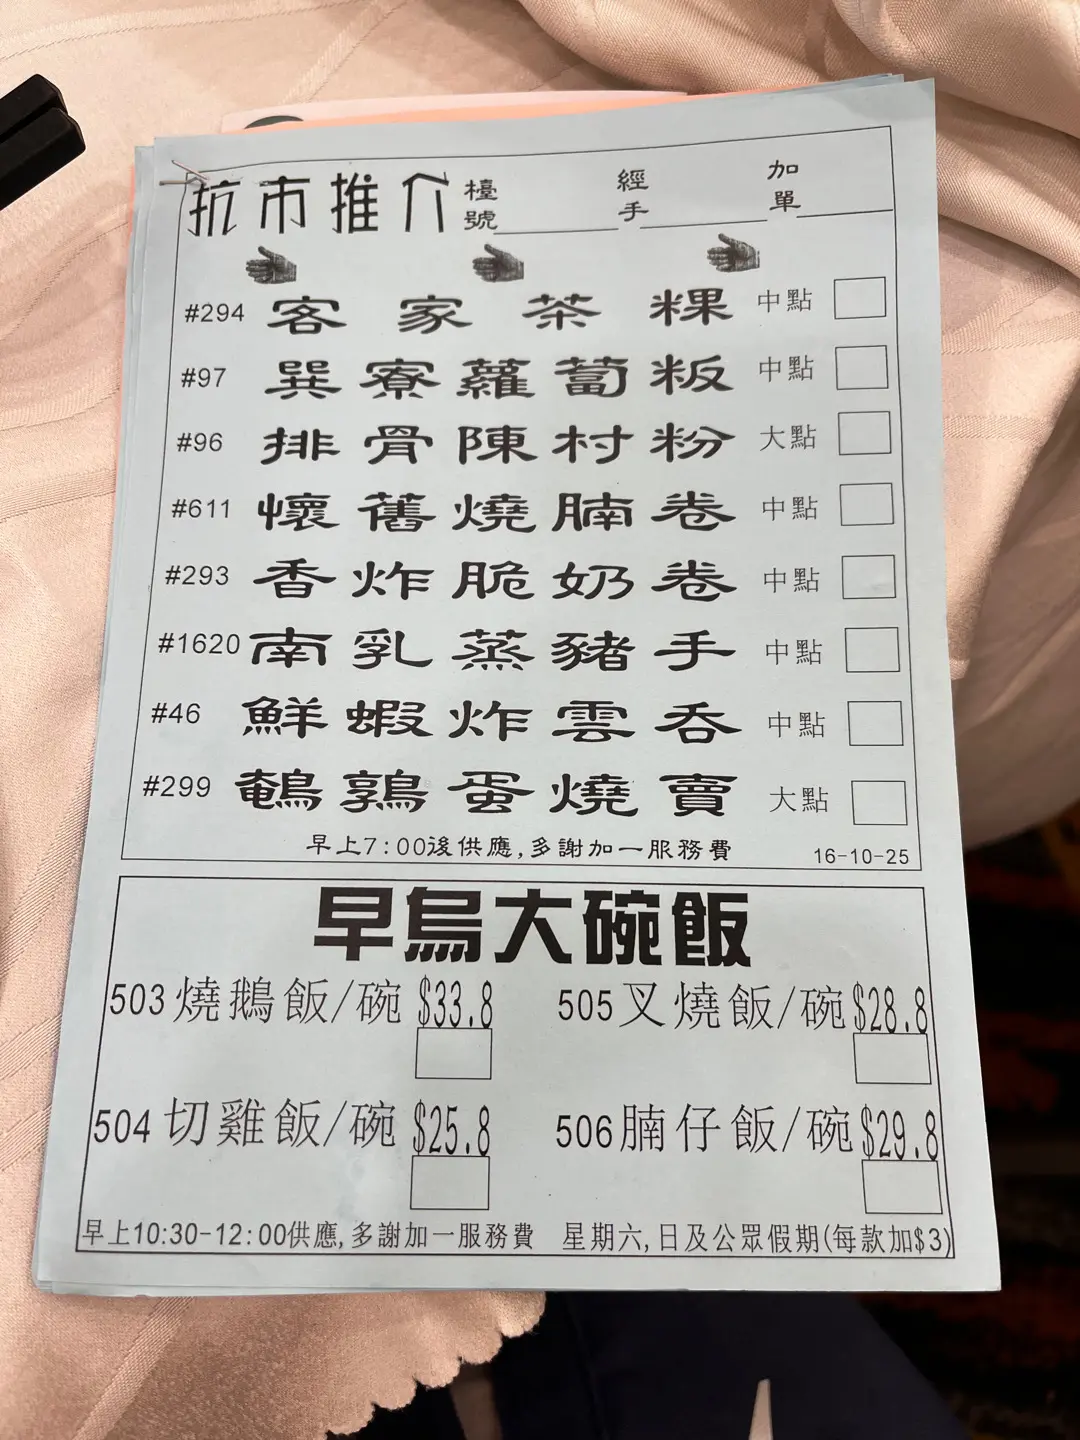 抗市推介 檯號 經手 加單
#294 客家茶粿 中點
#97 巽寮蘿蔔粄 中點
#96 排骨陳村粉 大點
#611 懷舊燒腩卷 中點
#293 香炸脆奶卷 中點
#1620 南乳蒸豬手 中點
#46 鮮蝦炸雲呑 中點
#299 鵪鶉蛋燒賣 大點
早上7:00後供應,多謝加一服務費 16-10-25
早鳥大碗飯
503 燒鵝飯/碗 $33.8
505 叉燒飯/碗 $28.8
504 切雞飯/碗 $25.8
506 腩仔飯/碗 $29.8
早上10:30-12:00供應,多謝加一服務費 星期六,日及公眾假期(每款加$3)